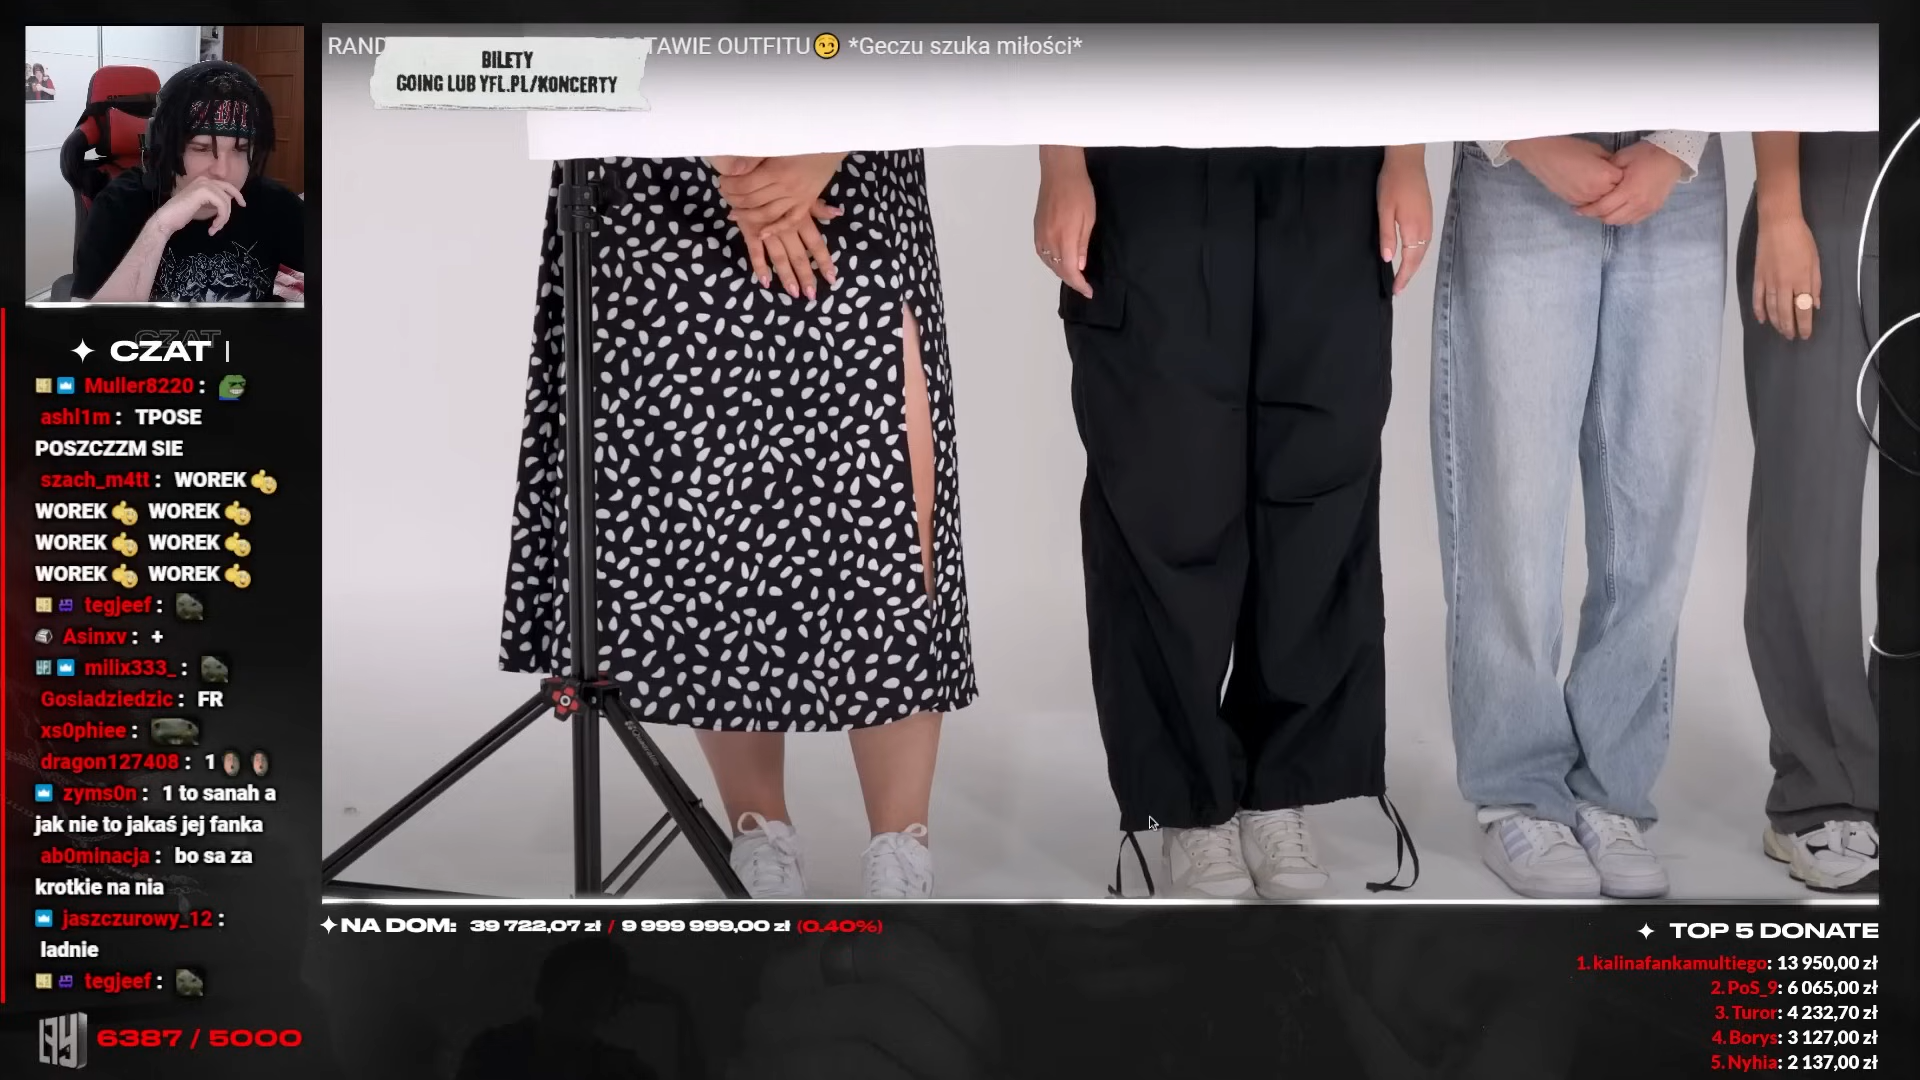 RAND
STAWIE OUTFITU😏 *Geczu szuka miłości*
BILETY
GOING LUB YFL.PL/KONCERTY
CZAT
✦ CZAT |
Muller8220 :
ashl1m : TPOSE
POSZCZZM SIE
szach_m4tt : WOREK
WOREK WOREK
WOREK WOREK
WOREK WOREK
tegjeef :
Asinxv : +
milix333_ :
Gosiadziedzic : FR
xs0phiee :
dragon127408 : 1
zyms0n : 1 to sanah a
jak nie to jakaś jej fanka
ab0minacja : bo sa za
krotkie na nia
jaszczurowy_12 :
ladnie
tegjeef :
6387 / 5000
✦ NA DOM: 39 722,07 zł / 9 999 999,00 zł (0.40%)
✦ TOP 5 DONATE
1. kalinafankamultiego: 13 950,00 zł
2. PoS_9: 6 065,00 zł
3. Turor: 4 232,70 zł
4. Borys: 3 127,00 zł
5. Nyhia: 2 137,00 zł